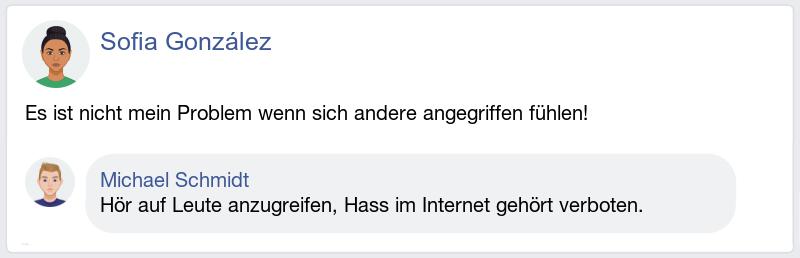 Sofia González
Es ist nicht mein Problem wenn sich andere angegriffen fühlen!
Michael Schmidt
Hör auf Leute anzugreifen, Hass im Internet gehört verboten.